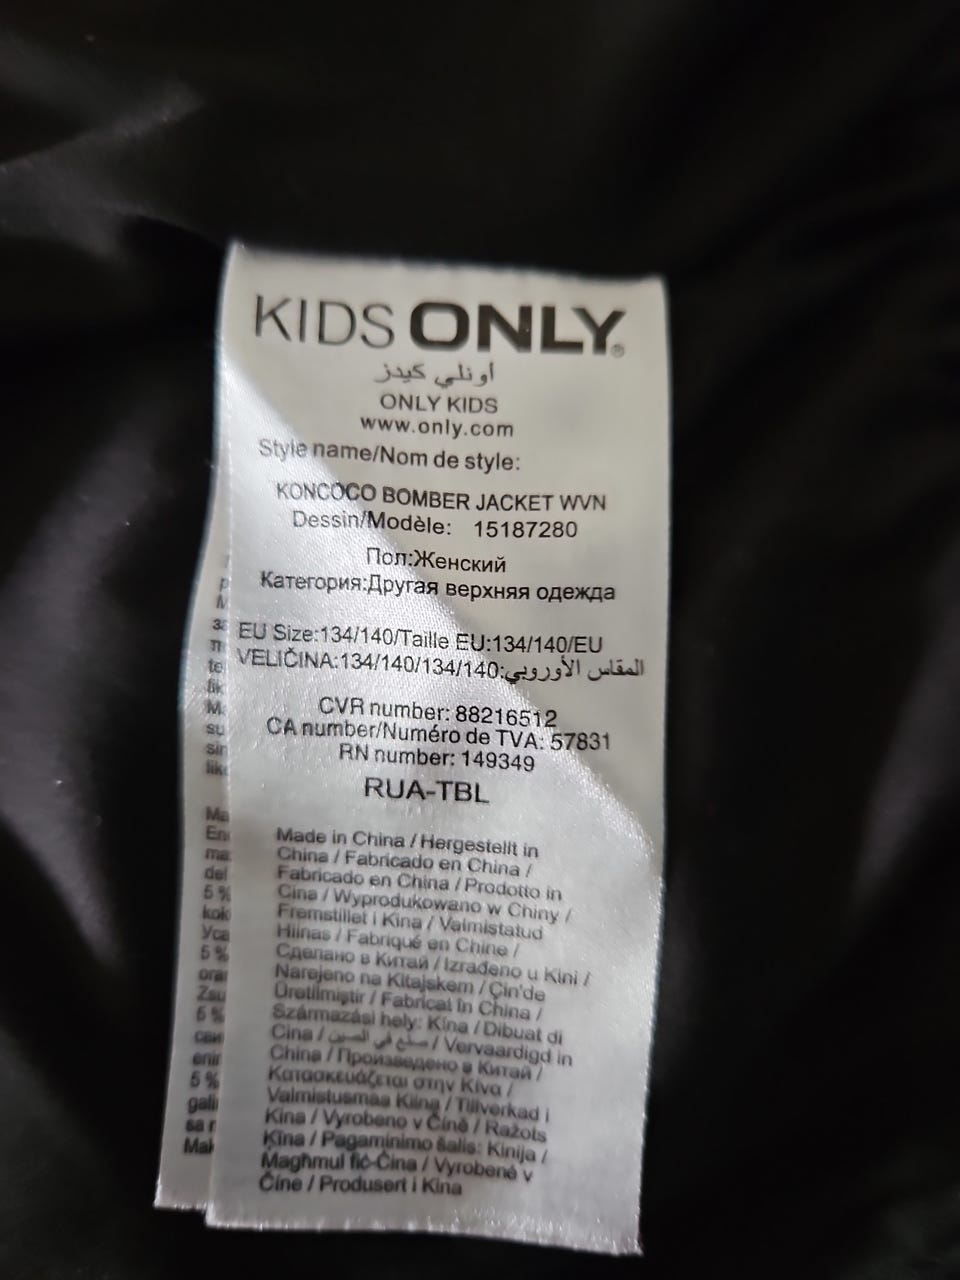 KIDS ONLY®
أونلي كيدز
ONLY KIDS
www.only.com
Style name/Nom de style:
KONCOCO BOMBER JACKET WVN
Dessin/Modèle: 15187280
Пол:Женский
Категория:Другая верхняя одежда
EU Size:134/140/Taille EU:134/140/EU
VELIČINA:134/140/134/140:المقاس الأوروبي
CVR number: 88216512
CA number/Numéro de TVA: 57831
RN number: 149349
RUA-TBL
Made in China / Hergestellt in
China / Fabricado en China /
Fabricado en China / Prodotto in
Cina / Wyprodukowano w Chiny /
Fremstillet i Kina / Valmistatud
Hiinas / Fabriqué en Chine /
Сделано в Китай / Izrađeno u Kini /
Narejeno na Kitajskem / Çin'de
Üretilmiştir / Fabricat în China /
Származási hely: Kína / Dibuat di
Cina / صنع في الصين / Vervaardigd in
China / Произведено в Китай /
Κατασκευάζεται στην Κίνα /
Valmistusmaa Kiina / Tillverkad i
Kina / Vyrobeno v Číně / Ražots
Ķīna / Pagaminimo šalis: Kinija /
Magħmul fiċ-Ċina / Vyrobené v
Číne / Produsert i Kina